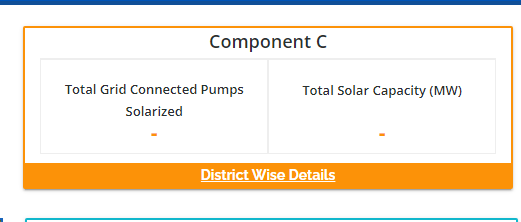 Component C
Total Grid Connected Pumps
Solarized
-
Total Solar Capacity (MW)
-
District Wise Details